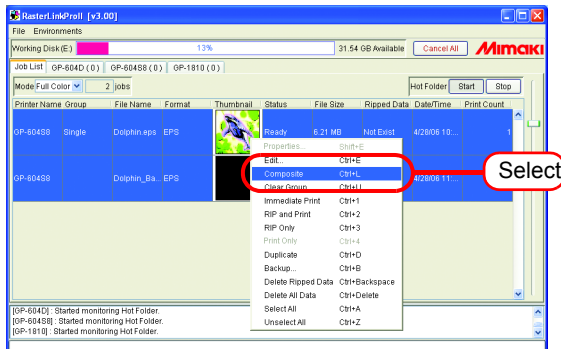 RasterLinkProII [v3.00]
File Environments
Working Disk (E:) 13% 31.54 GB Available Cancel All Mimaki
Job List GP-604D ( 0 ) GP-604S8 ( 0 ) GP-1810 ( 0 )
Mode Full Color 2 jobs Hot Folder Start Stop
Printer Name Group File Name Format Thumbnail Status File Size Ripped Data Date/Time Print Count
GP-604S8 Single Dolphin.eps EPS Ready 6.21 MB Not Exist 4/28/06 10:... 1
Properties... Shift+E
Edit... Ctrl+E
Composite Ctrl+L
Select
GP-604S8 Dolphin_Ba... EPS 4/28/06 11:...
Clear Group Ctrl+U
Immediate Print Ctrl+1
RIP and Print Ctrl+2
RIP Only Ctrl+3
Print Only Ctrl+4
Duplicate Ctrl+D
Backup... Ctrl+B
Delete Ripped Data Ctrl+Backspace
Delete All Data Ctrl+Delete
Select All Ctrl+A
Unselect All Ctrl+Z
[GP-604D] : Started monitoring Hot Folder.
[GP-604S8] : Started monitoring Hot Folder.
[GP-1810] : Started monitoring Hot Folder.